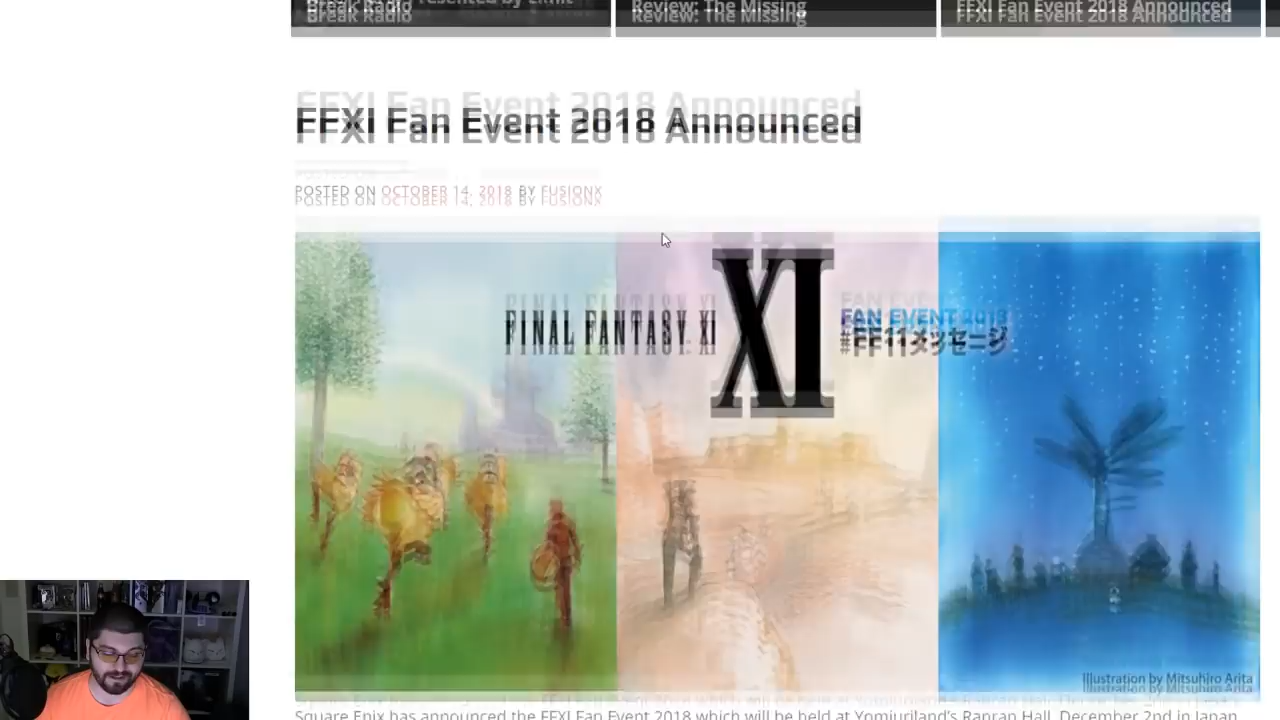 Break Radio
Review: The Missing
FFXI Fan Event 2018 Announced
FFXI Fan Event 2018 Announced
POSTED ON OCTOBER 14, 2018 BY FUSIONX
FINAL FANTASY XI
XI
FAN EVENT 2018
#FF11メッセージ
Illustration by Mitsuhiro Arita
Square Enix has announced the FFXI Fan Event 2018 which will be held at Yomiuriland's Ranran Hall, December 2nd in Japan.